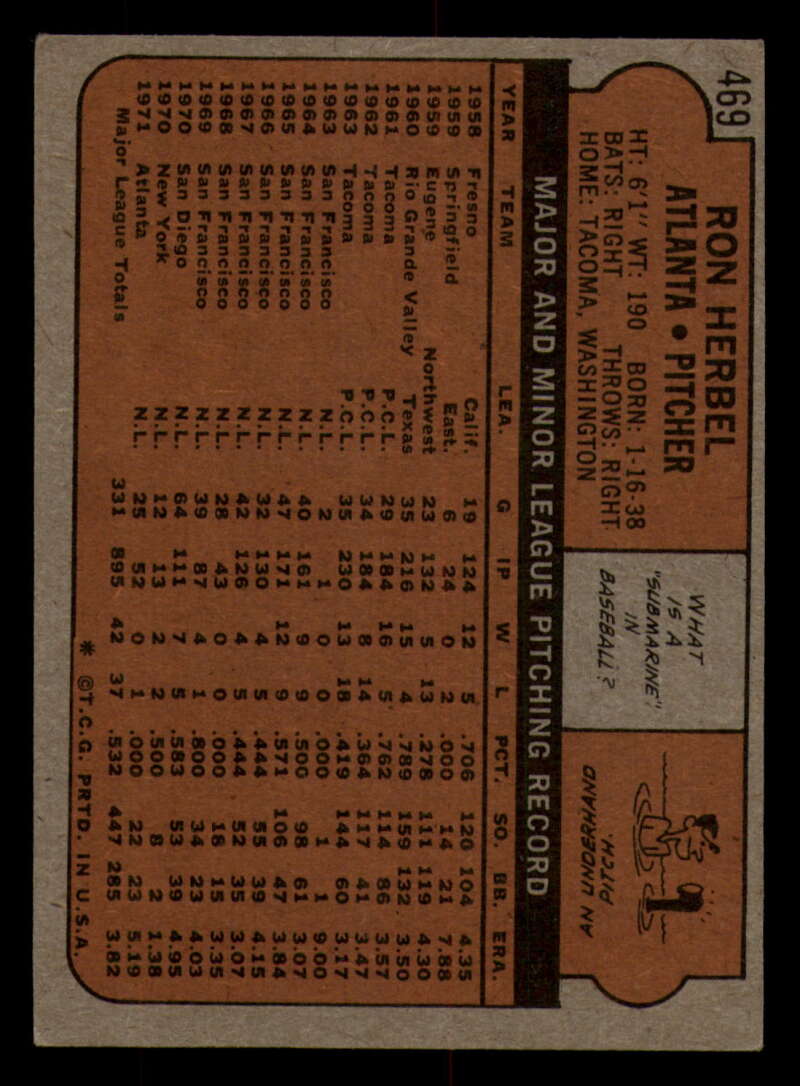 469
RON HERBEL
ATLANTA • PITCHER
HT: 6'1" WT: 190 BORN: 1-16-38
BATS: RIGHT THROWS: RIGHT
HOME: TACOMA, WASHINGTON
WHAT
IS A
"SUBMARINE"
IN
BASEBALL?
AN UNDERHAND
PITCH.
MAJOR AND MINOR LEAGUE PITCHING RECORD
YEAR TEAM LEA. G IP W L PCT. SO. BB. ERA.
1958 Fresno Calif. 19 124 12 5 .706 120 104 4.35
1959 Springfield East. 6 24 0 2 .000 14 21 7.88
1959 Eugene Northwest 23 132 5 13 .278 111 119 4.30
1960 Rio Grande Valley Texas 35 216 15 4 .789 159 132 3.50
1961 Tacoma P.C.L. 29 184 16 5 .762 114 86 3.57
1962 Tacoma P.C.L. 34 184 8 14 .364 117 41 3.47
1963 Tacoma P.C.L. 35 230 13 18 .419 144 60 3.17
1963 San Francisco N.L. 2 1 0 0 .000 1 1 9.00
1964 San Francisco N.L. 40 161 9 9 .500 98 61 3.07
1965 San Francisco N.L. 47 171 12 9 .571 106 47 3.84
1966 San Francisco N.L. 32 130 4 5 .444 55 39 4.15
1967 San Francisco N.L. 42 126 4 5 .444 52 35 3.07
1968 San Francisco N.L. 28 43 0 0 .000 18 15 3.35
1969 San Francisco N.L. 39 87 4 1 .800 34 23 4.03
1970 San Diego N.L. 64 111 7 5 .583 53 39 4.95
1970 New York N.L. 12 13 2 2 .500 8 2 1.38
1971 Atlanta N.L. 25 52 0 1 .000 22 23 5.19
Major League Totals 331 895 42 37 .532 447 285 3.82
* ©T.C.G. PRTD. IN U.S.A.